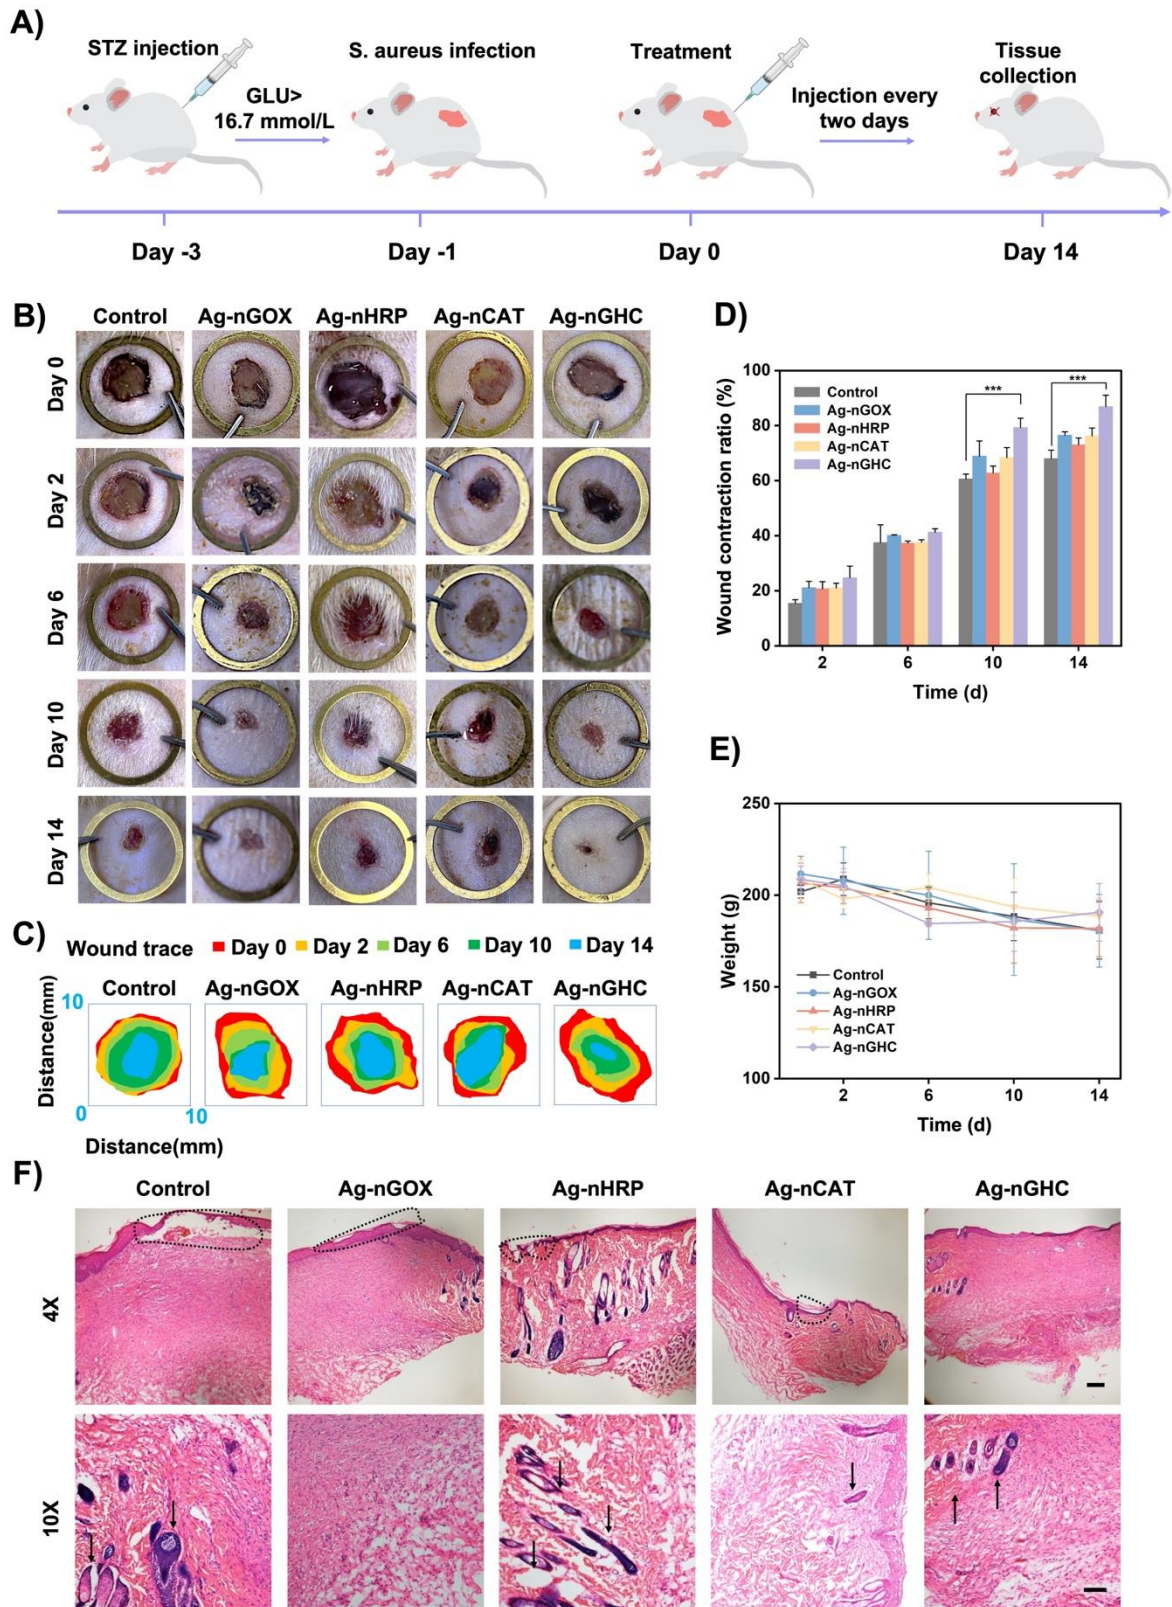 A)
STZ injection
GLU>
16.7 mmol/L
S. aureus infection
Treatment
Injection every
two days
Tissue
collection
Day -3
Day -1
Day 0
Day 14
B)
Control
Ag-nGOX
Ag-nHRP
Ag-nCAT
Ag-nGHC
Day 0
Day 2
Day 6
Day 10
Day 14
C)
Wound trace
Day 0
Day 2
Day 6
Day 10
Day 14
Control
Ag-nGOX
Ag-nHRP
Ag-nCAT
Ag-nGHC
10
Distance(mm)
0
10
Distance(mm)
D)
Wound contraction ratio (%)
100
80
60
40
20
0
Control
Ag-nGOX
Ag-nHRP
Ag-nCAT
Ag-nGHC
***
***
2
6
10
14
Time (d)
E)
Weight (g)
250
200
150
100
Control
Ag-nGOX
Ag-nHRP
Ag-nCAT
Ag-nGHC
2
6
10
14
Time (d)
F)
Control
Ag-nGOX
Ag-nHRP
Ag-nCAT
Ag-nGHC
4X
10X